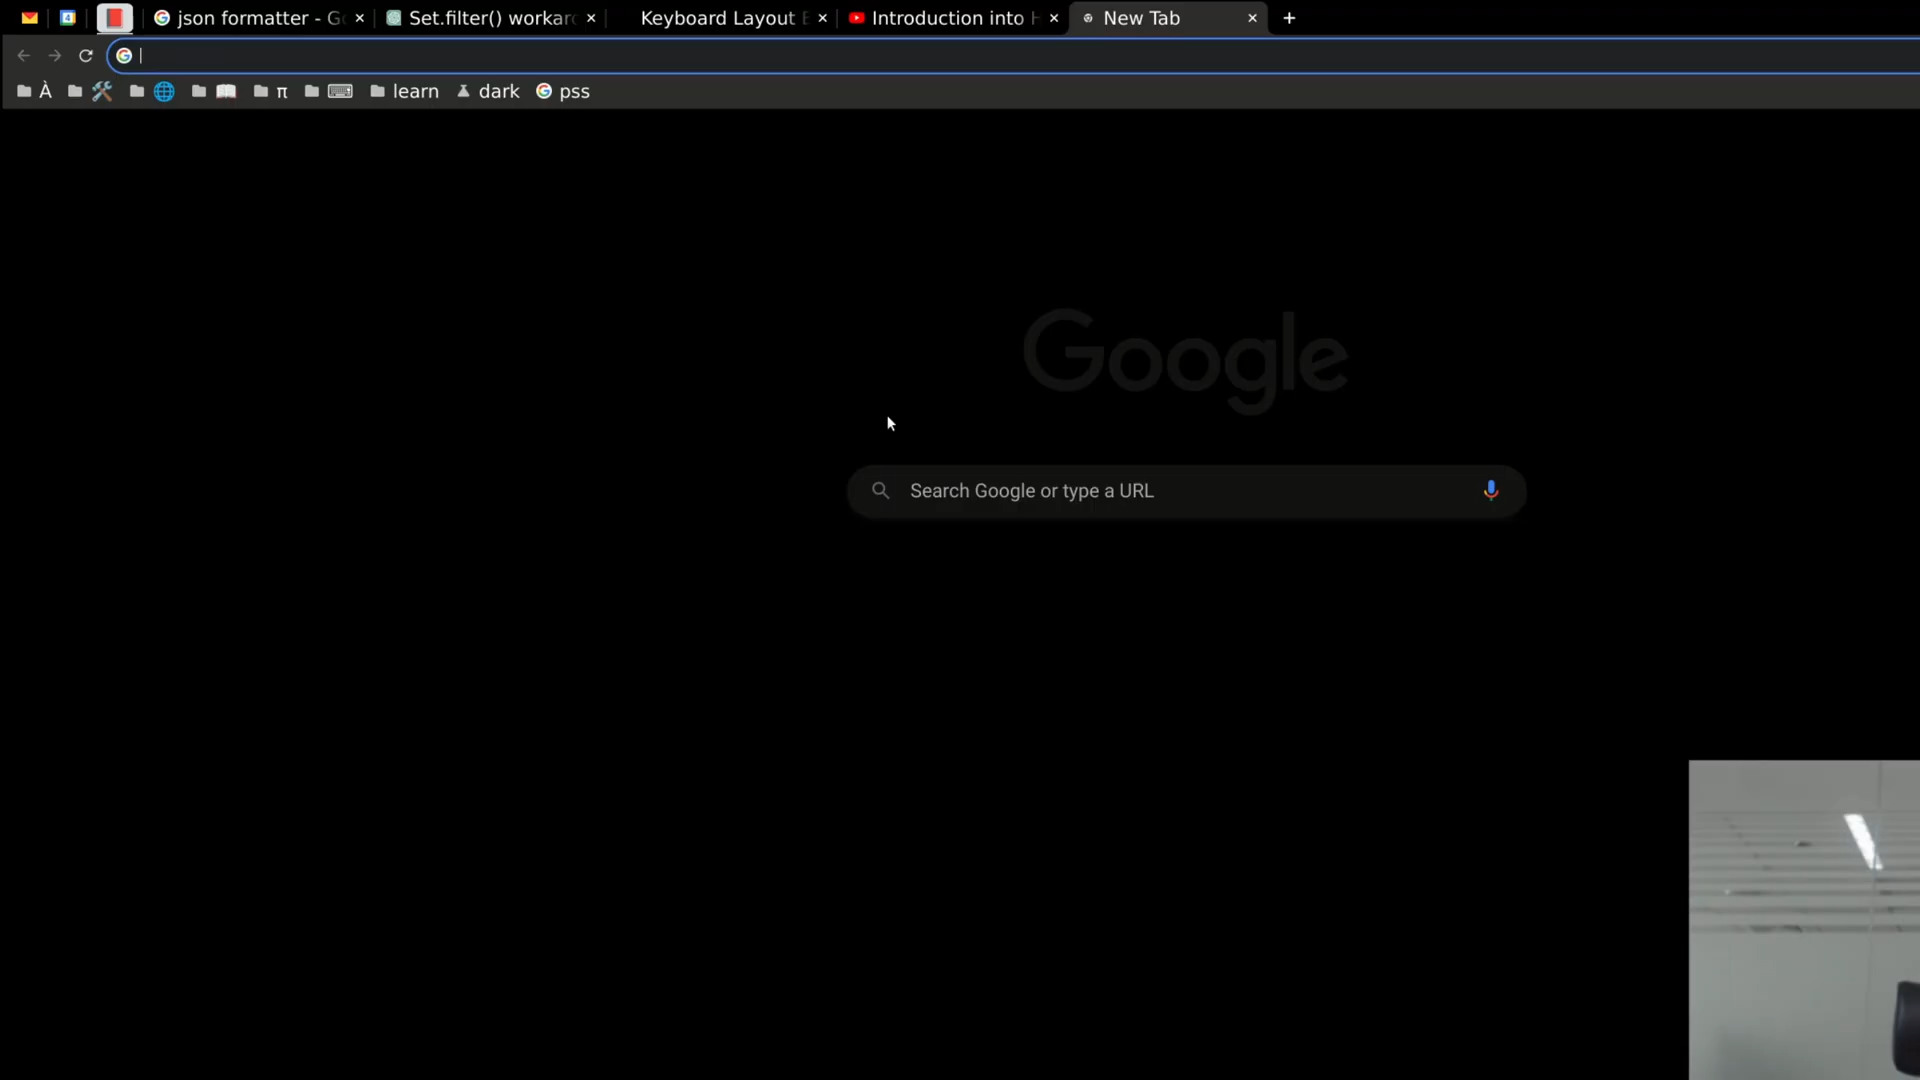 json formatter - G
Set.filter() workar
Keyboard Layout
Introduction into
New Tab
À
π
learn
dark
pss
Google
Search Google or type a URL